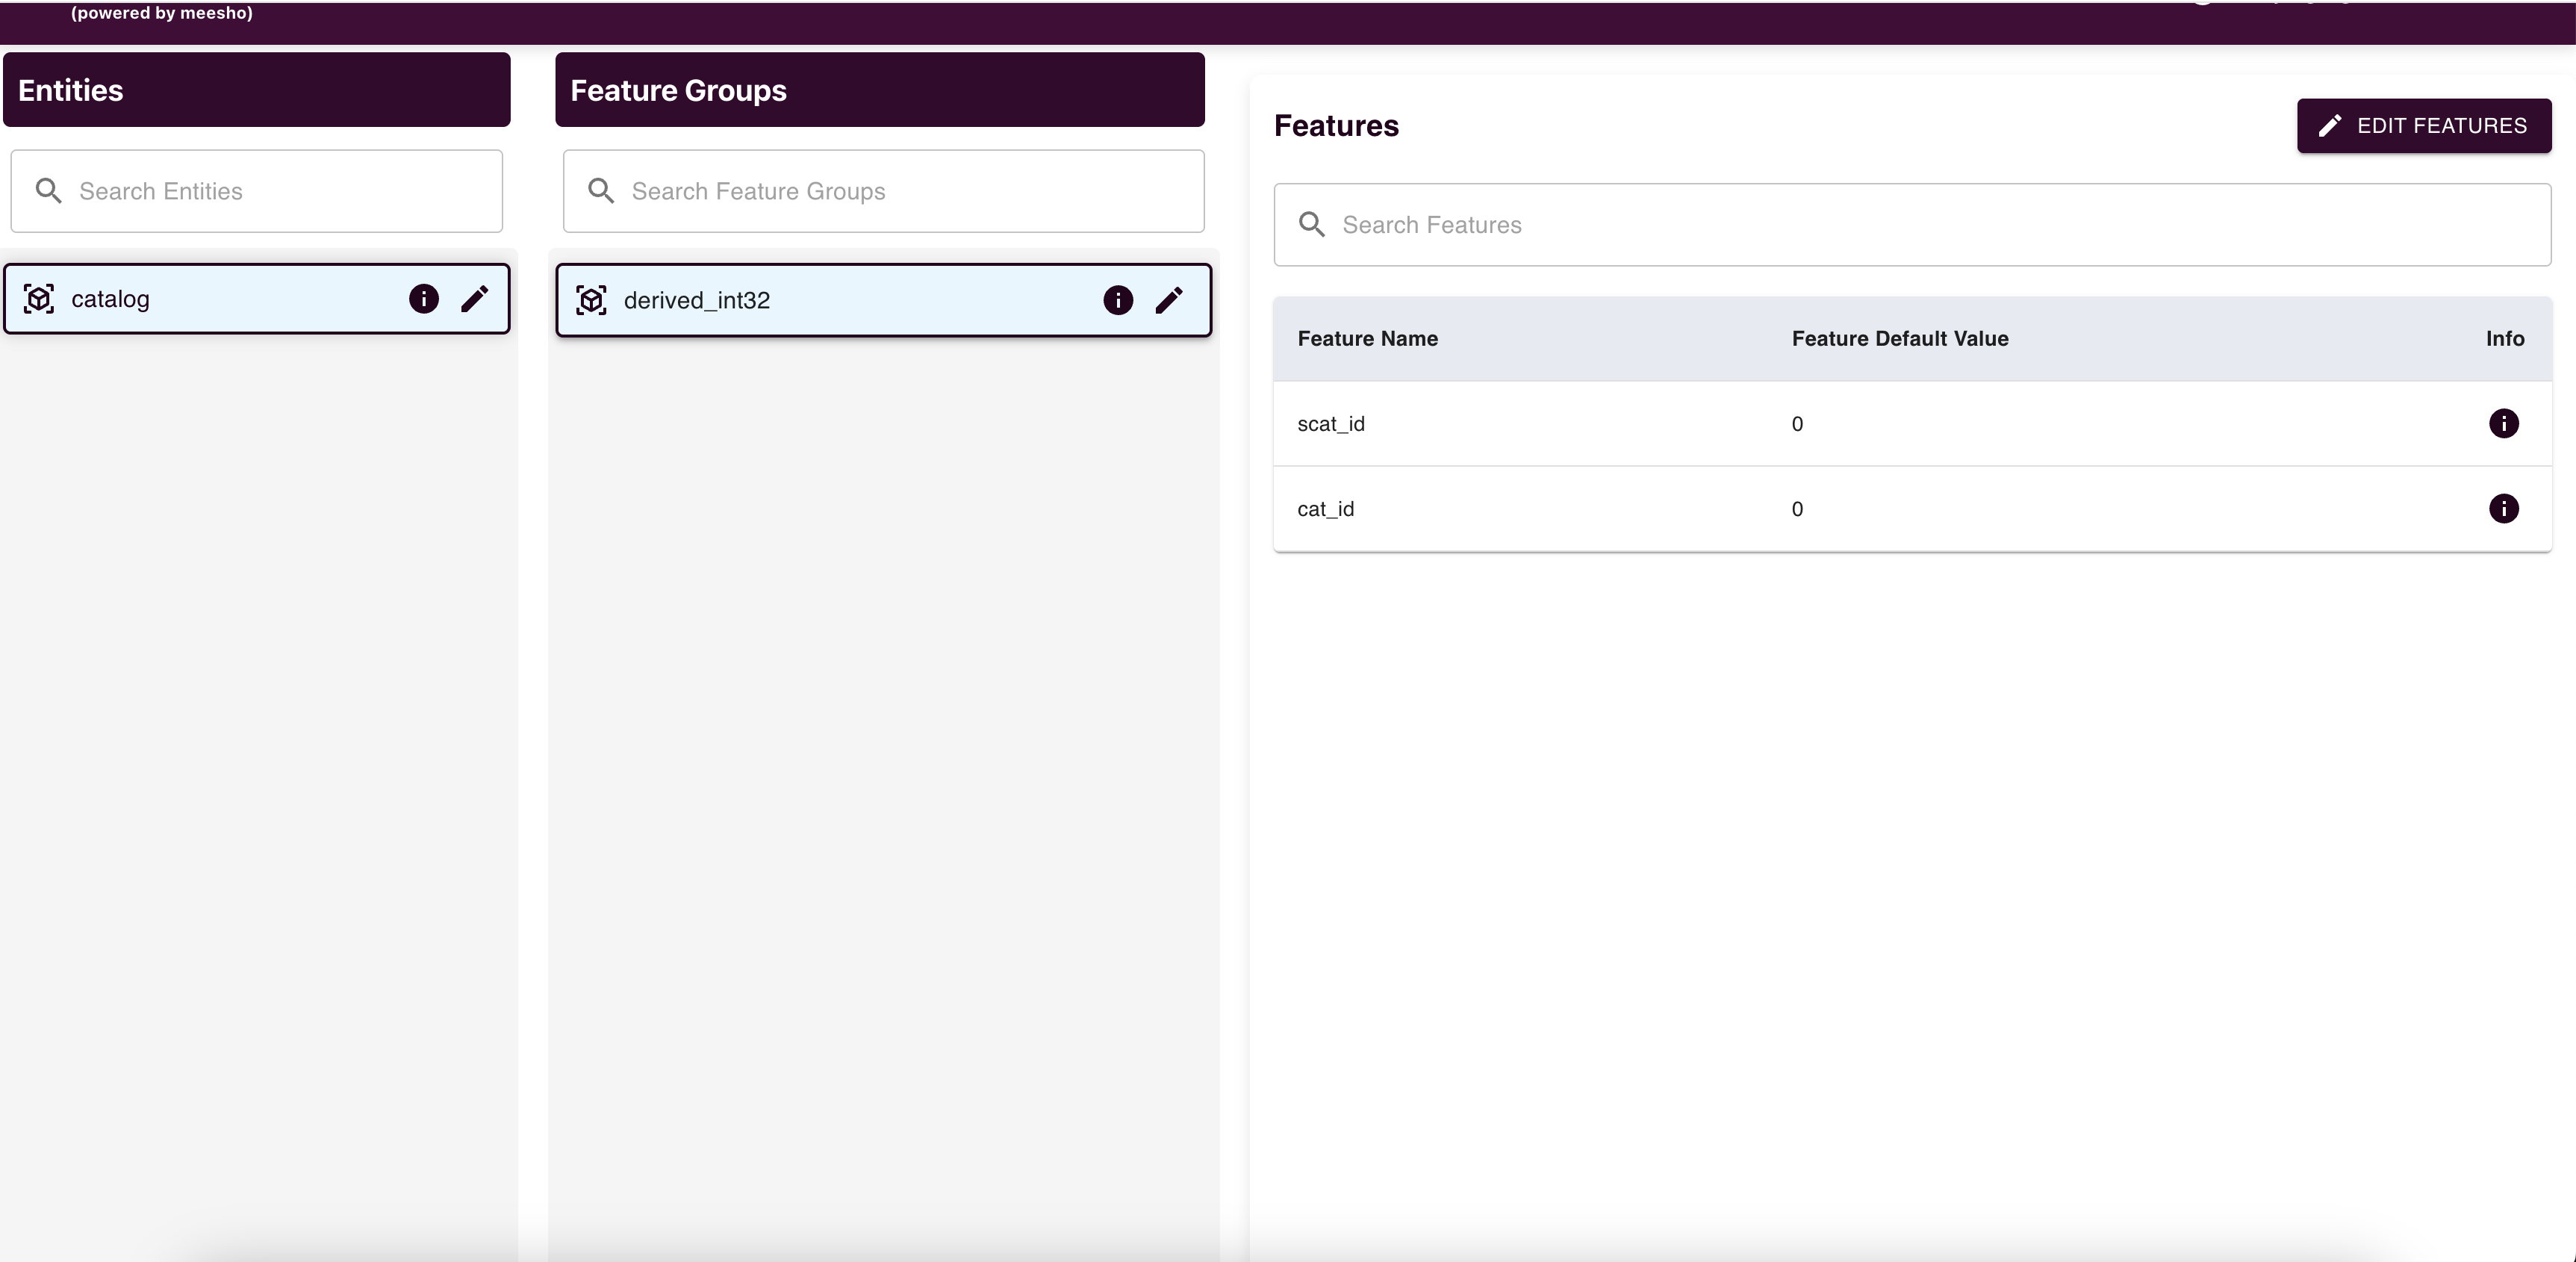 (powered by meesho)
Entities
Feature Groups
Features
EDIT FEATURES
Search Entities
Search Feature Groups
Search Features
catalog
derived_int32
Feature Name Feature Default Value Info
scat_id 0
cat_id 0